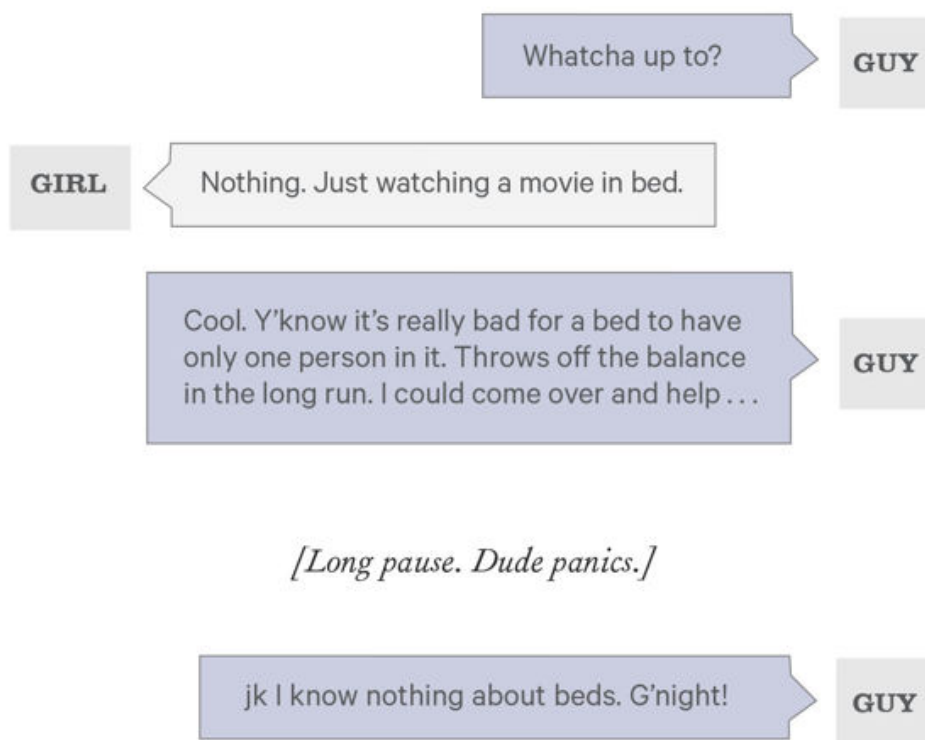 Whatcha up to?
GUY
GIRL
Nothing. Just watching a movie in bed.
Cool. Y’know it’s really bad for a bed to have
only one person in it. Throws off the balance
in the long run. I could come over and help . . .
GUY
[Long pause. Dude panics.]
jk I know nothing about beds. G’night!
GUY